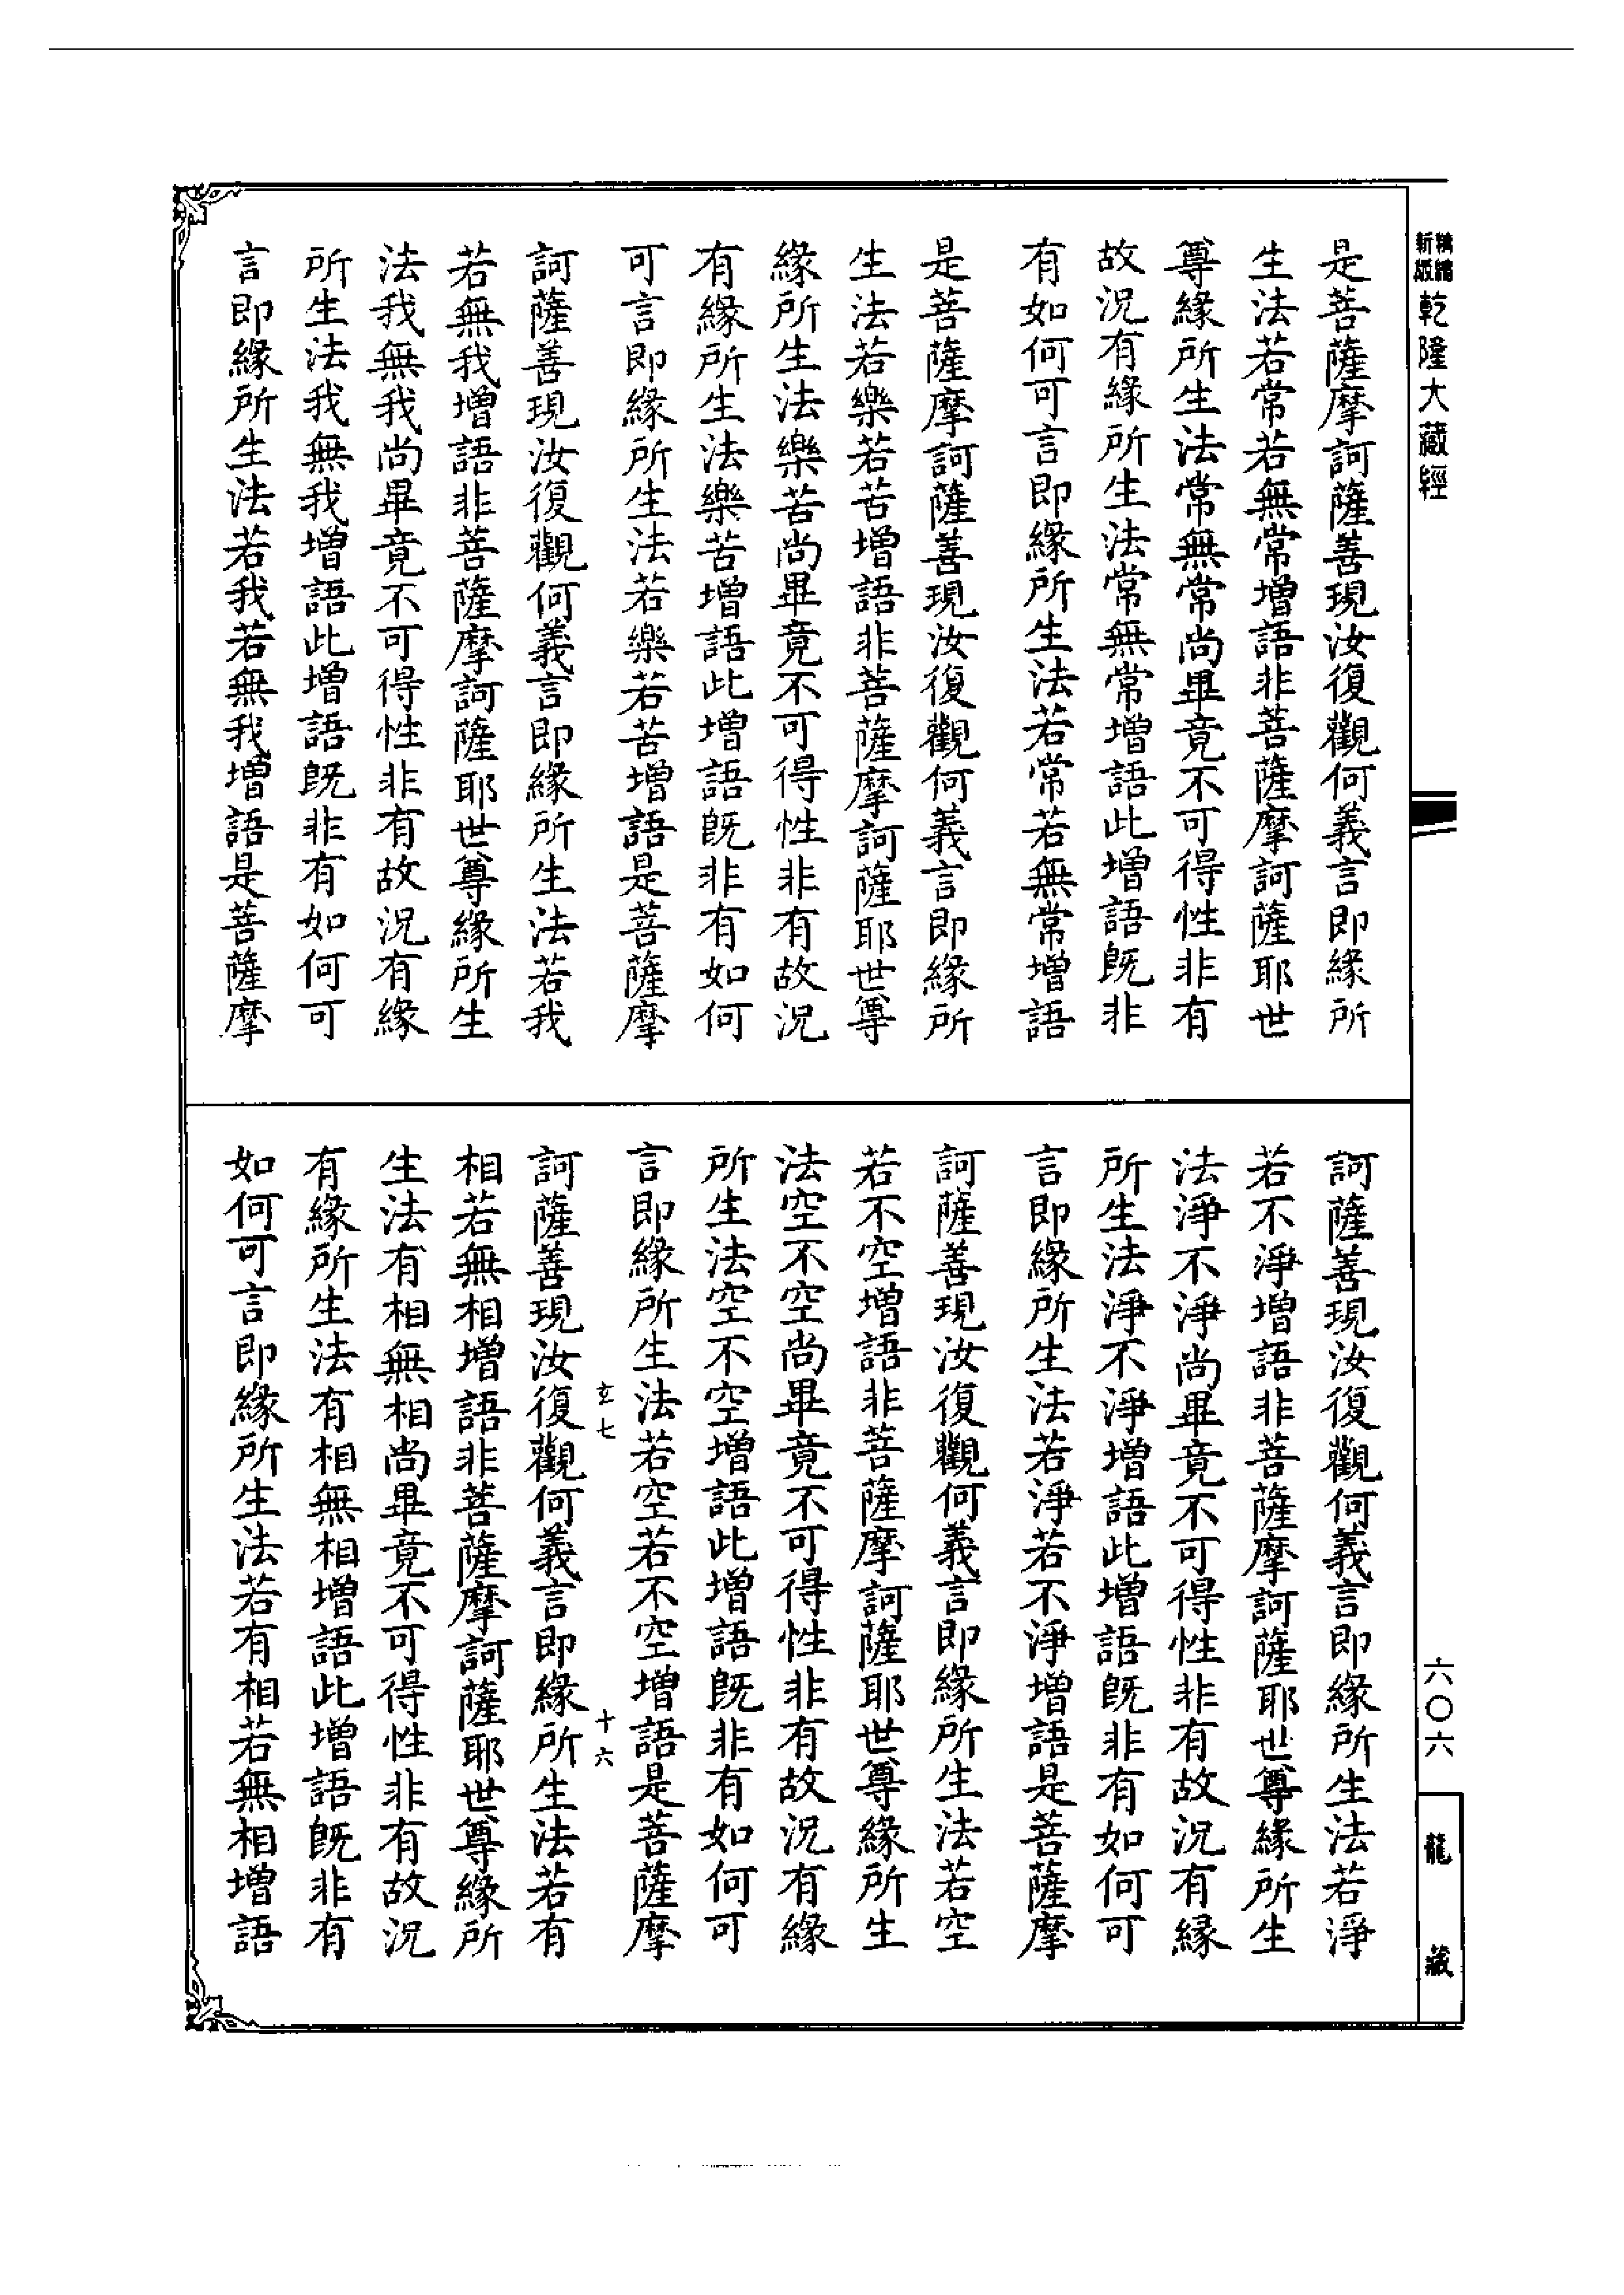 新縮
精版
乾隆大藏經
是菩薩摩訶薩善現汝復觀何義言即緣所
生法若常若無常增語非菩薩摩訶薩耶世
尊緣所生法常無常尚畢竟不可得性非有
故況有緣所生法常無常增語此增語既非
有如何可言即緣所生法若常若無常增語
是菩薩摩訶薩善現汝復觀何義言即緣所
生法若樂若苦增語非菩薩摩訶薩耶世尊
緣所生法樂苦尚畢竟不可得性非有故況
有緣所生法樂苦增語此增語既非有如何
可言即緣所生法若樂若苦增語是菩薩摩
訶薩善現汝復觀何義言即緣所生法若我
若無我增語非菩薩摩訶薩耶世尊緣所生
法我無我尚畢竟不可得性非有故況有緣
所生法我無我增語此增語既非有如何可
言即緣所生法若我若無我增語是菩薩摩
訶薩善現汝復觀何義言即緣所生法若淨
若不淨增語非菩薩摩訶薩耶世尊緣所生
法淨不淨尚畢竟不可得性非有故況有緣
所生法淨不淨增語此增語既非有如何可
言即緣所生法若淨若不淨增語是菩薩摩
訶薩善現汝復觀何義言即緣所生法若空
若不空增語非菩薩摩訶薩耶世尊緣所生
法空不空尚畢竟不可得性非有故況有緣
所生法空不空增語此增語既非有如何可
言即緣所生法若空若不空增語是菩薩摩
玄七 十六
訶薩善現汝復觀何義言即緣所生法若有
相若無相增語非菩薩摩訶薩耶世尊緣所
生法有相無相尚畢竟不可得性非有故況
有緣所生法有相無相增語此增語既非有
如何可言即緣所生法若有相若無相增語
六〇六
龍藏